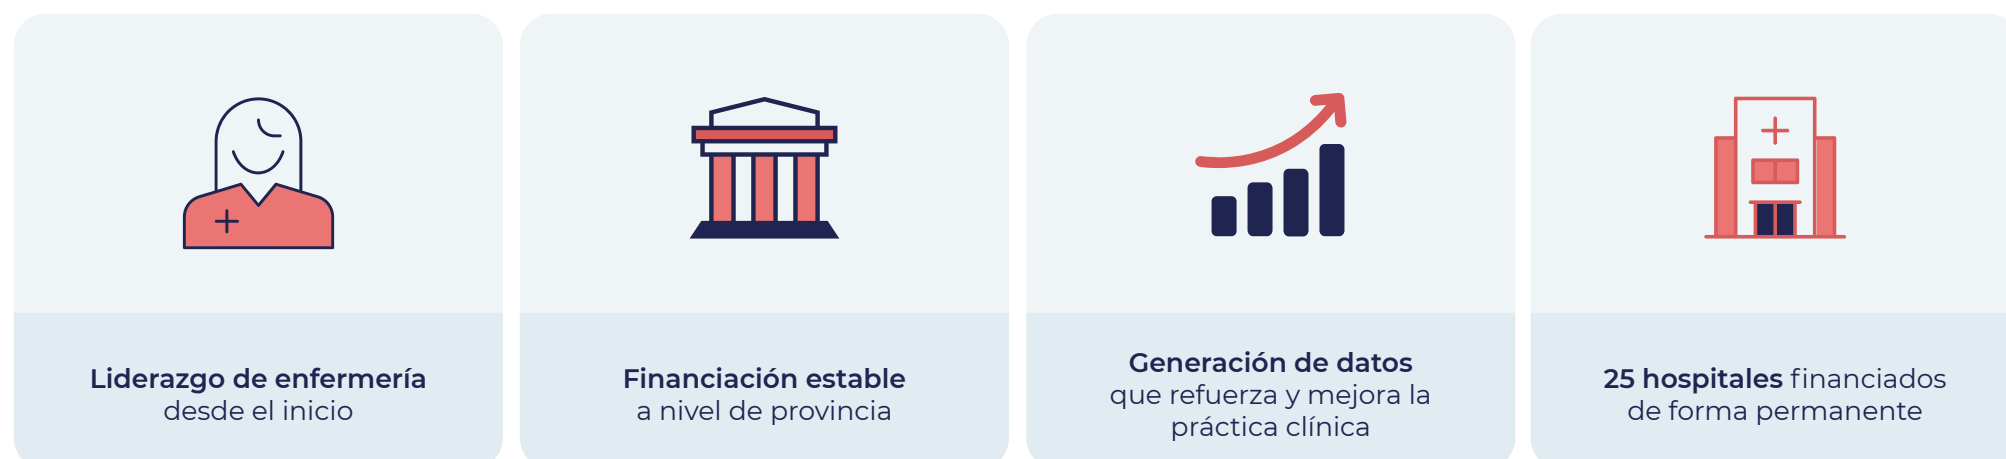 Liderazgo de enfermería
desde el inicio
Financiación estable
a nivel de provincia
Generación de datos
que refuerza y mejora la
práctica clínica
25 hospitales financiados
de forma permanente